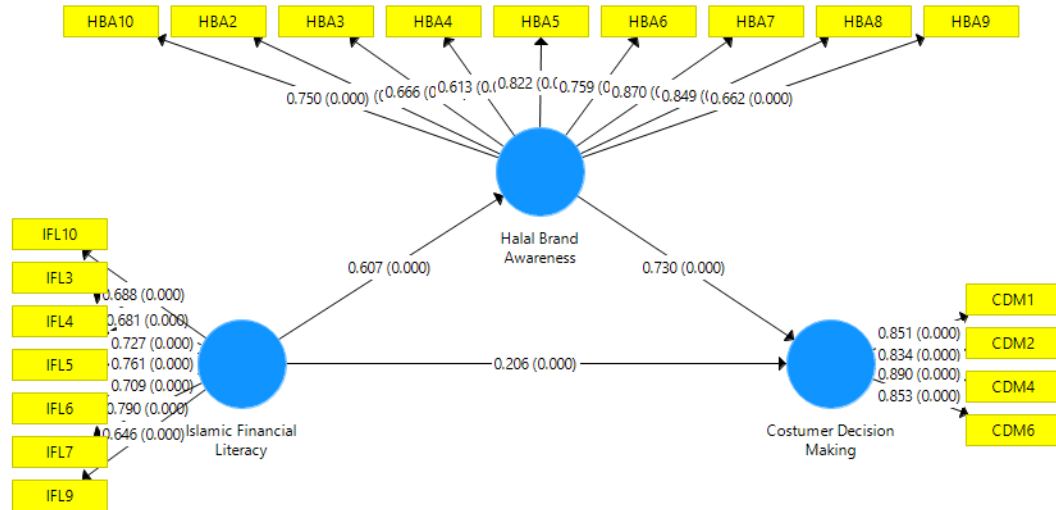 HBA10 HBA2 HBA3 HBA4 HBA5 HBA6 HBA7 HBA8 HBA9
0.750 (0.000) 0.666 0.613 0.822 0.759 0.870 0.849 0.662 (0.000)
Halal Brand
Awareness
IFL10
IFL3
IFL4
IFL5
IFL6
IFL7
IFL9
0.688 (0.000)
0.681 (0.000)
0.727 (0.000)
0.761 (0.000)
0.709 (0.000)
0.790 (0.000)
0.646 (0.000)
Islamic Financial
Literacy
0.607 (0.000)
0.730 (0.000)
0.206 (0.000)
0.851 (0.000)
0.834 (0.000)
0.890 (0.000)
0.853 (0.000)
CDM1
CDM2
CDM4
CDM6
Costumer Decision
Making